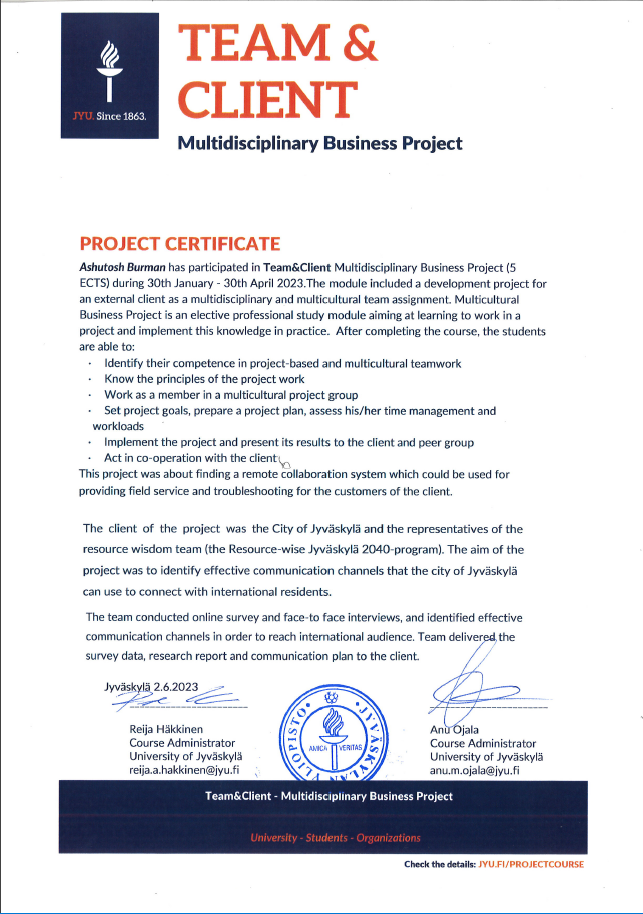 TEAM &
CLIENT
JYU. Since 1863.
Multidisciplinary Business Project
PROJECT CERTIFICATE
Ashutosh Burman has participated in Team&Client Multidisciplinary Business Project (5
ECTS) during 30th January - 30th April 2023.The module included a development project for
an external client as a multidisciplinary and multicultural team assignment. Multicultural
Business Project is an elective professional study module aiming at learning to work in a
project and implement this knowledge in practice. After completing the course, the students
are able to:
· Identify their competence in project-based and multicultural teamwork
· Know the principles of the project work
· Work as a member in a multicultural project group
· Set project goals, prepare a project plan, assess his/her time management and
workloads
· Implement the project and present its results to the client and peer group
· Act in co-operation with the client
This project was about finding a remote collaboration system which could be used for
providing field service and troubleshooting for the customers of the client.
The client of the project was the City of Jyväskylä and the representatives of the
resource wisdom team (the Resource-wise Jyväskylä 2040-program). The aim of the
project was to identify effective communication channels that the city of Jyväskylä
can use to connect with international residents.
The team conducted online survey and face-to face interviews, and identified effective
communication channels in order to reach international audience. Team delivered the
survey data, research report and communication plan to the client.
Jyväskylä 2.6.2023
Reija Häkkinen
Course Administrator
University of Jyväskylä
reija.a.hakkinen@jyu.fi
JYVÄSKYLÄN YLIOPISTO
AMICA VERITAS
Anu Ojala
Course Administrator
University of Jyväskylä
anu.m.ojala@jyu.fi
Team&Client - Multidisciplinary Business Project
University - Students - Organizations
Check the details: JYU.FI/PROJECTCOURSE